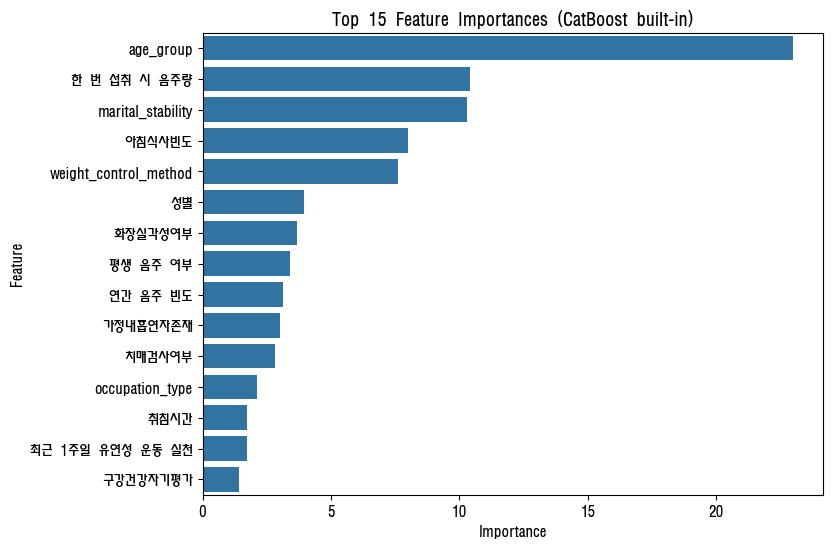 Top 15 Feature Importances (CatBoost built-in)
age_group
한 번 섭취 시 음주량
marital_stability
아침식사빈도
weight_control_method
성별
화장실각성여부
평생 음주 여부
연간 음주 빈도
가정내흡연자존재
치매검사여부
occupation_type
취침시간
최근 1주일 유연성 운동 실천
구강건강자기평가
Feature
0 5 10 15 20
Importance